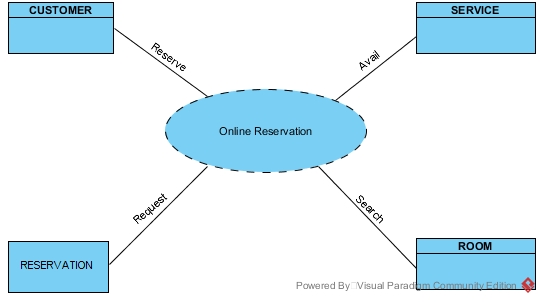 CUSTOMER
SERVICE
Reserve
Avail
Online Reservation
Request
Search
RESERVATION
ROOM
Powered By Visual Paradigm Community Edition